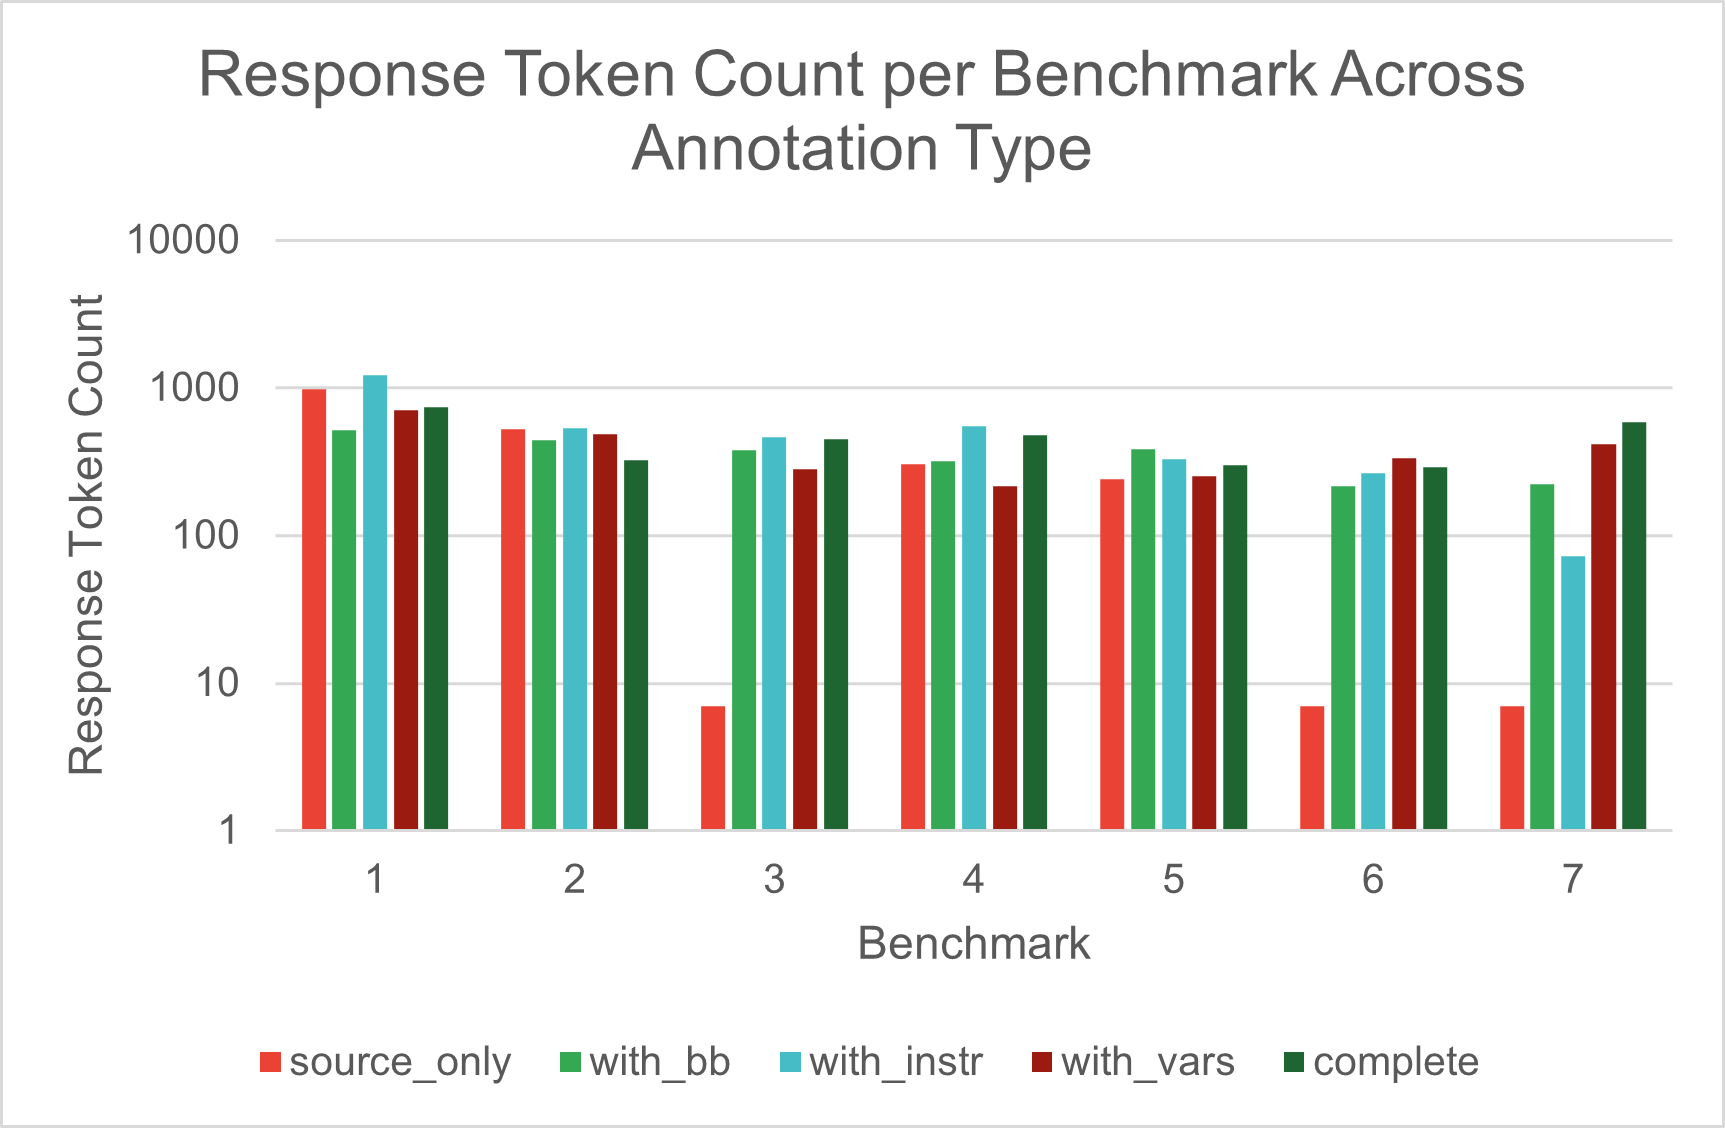 Response Token Count per Benchmark Across
Annotation Type
Response Token Count
10000
1000
100
10
1
1 2 3 4 5 6 7
Benchmark
source_only with_bb with_instr with_vars complete